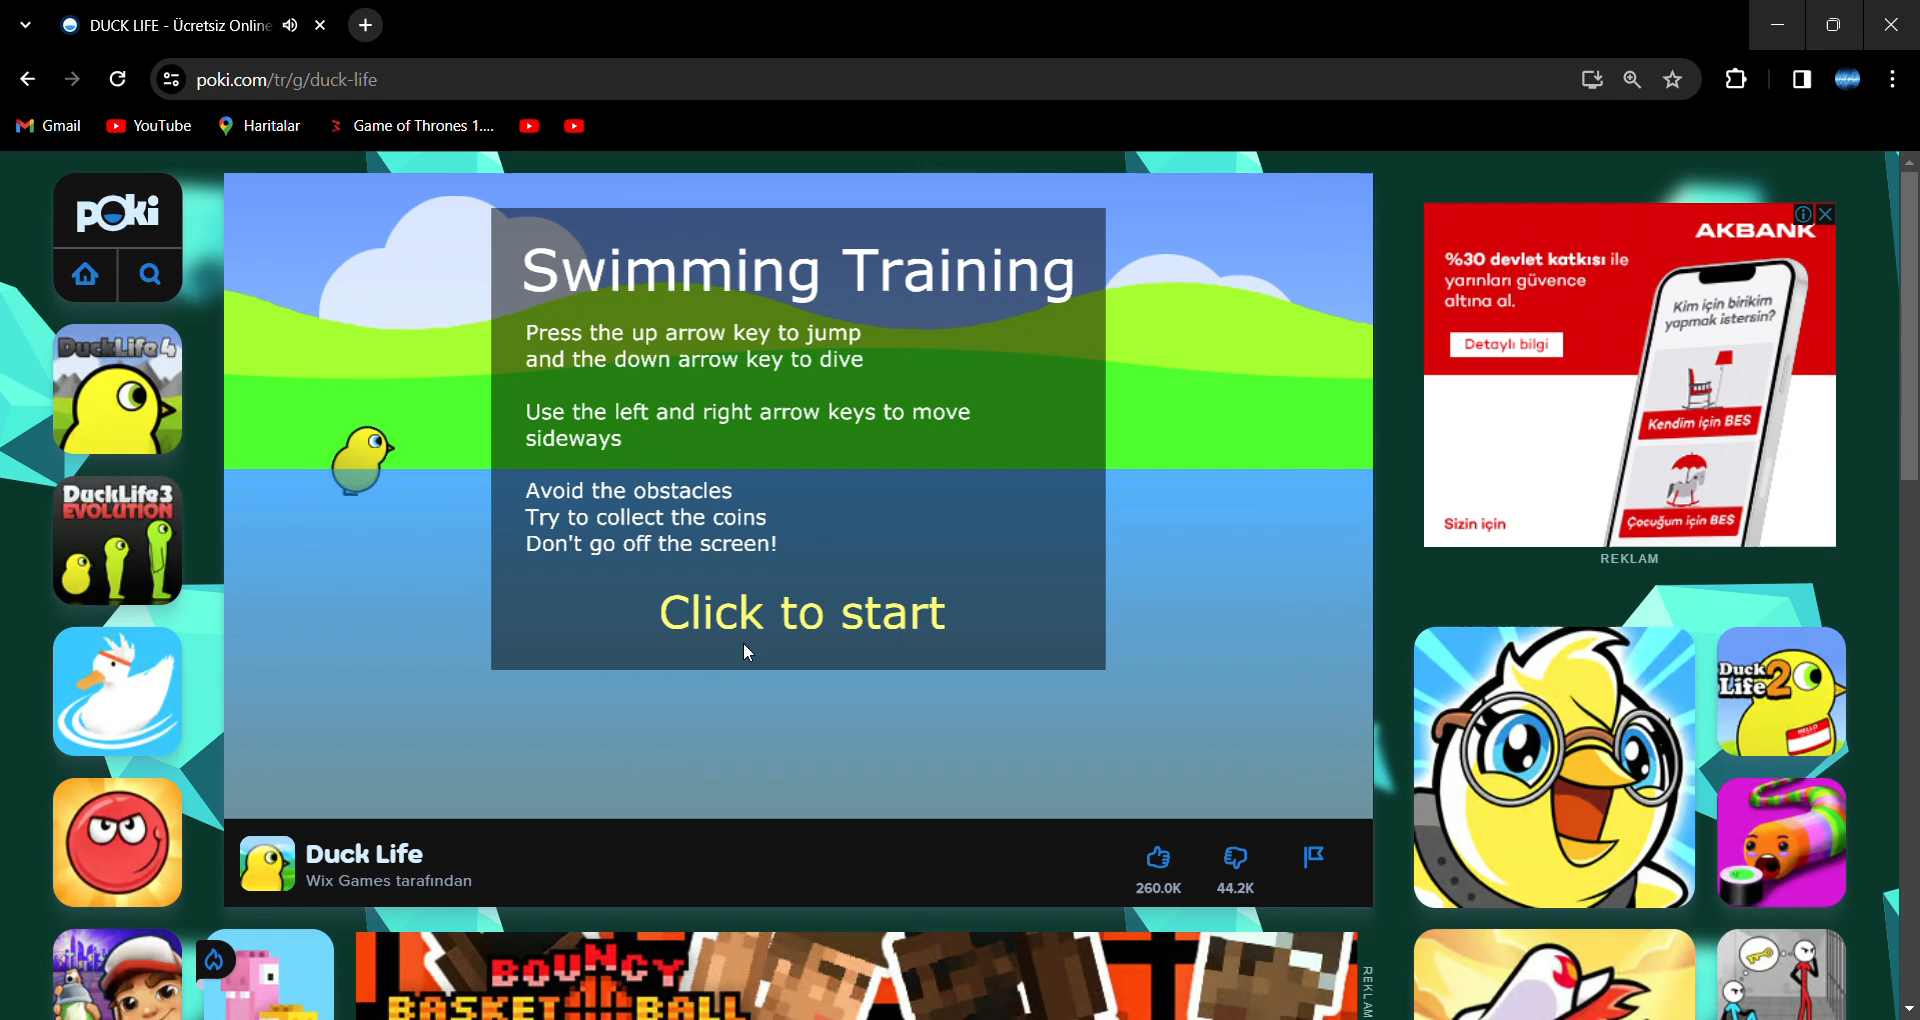 DUCK LIFE - Ücretsiz Online
poki.com/tr/g/duck-life
Gmail
YouTube
Haritalar
Game of Thrones 1....
poki
DuckLife4
DuckLife3
EVOLUTION
Swimming Training
Press the up arrow key to jump
and the down arrow key to dive
Use the left and right arrow keys to move
sideways
Avoid the obstacles
Try to collect the coins
Don't go off the screen!
Click to start
Duck Life
Wix Games tarafından
260.0K
44.2K
BOUNCY
BASKETBALL
REKLAM
AKBANK
%30 devlet katkısı ile
yarınları güvence
altına al.
Detaylı bilgi
Sizin için
Kim için birikim
yapmak istersin?
Kendim için BES
Çocuğum için BES
REKLAM
Duck
Life2
HELLO